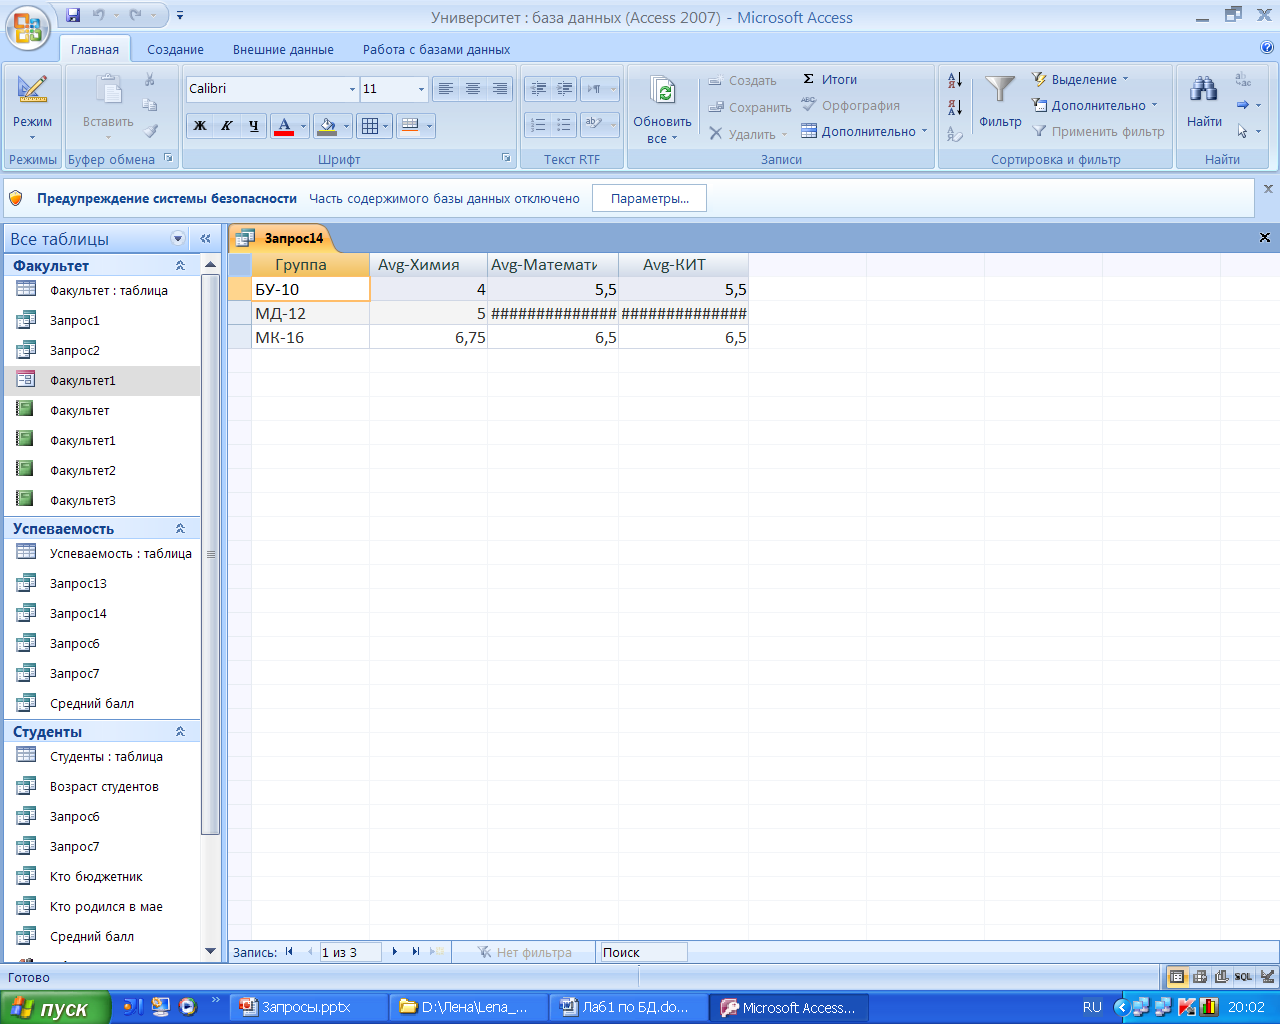 Университет : база данных (Access 2007) - Microsoft Access
Главная Создание Внешние данные Работа с базами данных
Режим
Режимы
Вставить
Буфер обмена
Calibri 11
Ж К Ч
Шрифт
Текст RTF
Обновить все
Создать
Сохранить
Удалить
Σ Итоги
Орфография
Дополнительно
Записи
Фильтр
Выделение
Дополнительно
Применить фильтр
Сортировка и фильтр
Найти
Найти
Предупреждение системы безопасности Часть содержимого базы данных отключено Параметры...
Все таблицы
Факультет
Факультет : таблица
Запрос1
Запрос2
Факультет1
Факультет
Факультет1
Факультет2
Факультет3
Успеваемость
Успеваемость : таблица
Запрос13
Запрос14
Запрос6
Запрос7
Средний балл
Студенты
Студенты : таблица
Возраст студентов
Запрос6
Запрос7
Кто бюджетник
Кто родился в мае
Средний балл
Запрос14
Группа Avg-Химия Avg-Математи Avg-КИТ
БУ-10 4 5,5 5,5
МД-12 5 ############## ##############
МК-16 6,75 6,5 6,5
Запись: 1 из 3 Нет фильтра Поиск
Готово
SQL
пуск
Запросы.pptx
D:\Лена\Lena_...
Лаб1 по БД.do...
Microsoft Access...
RU 20:02